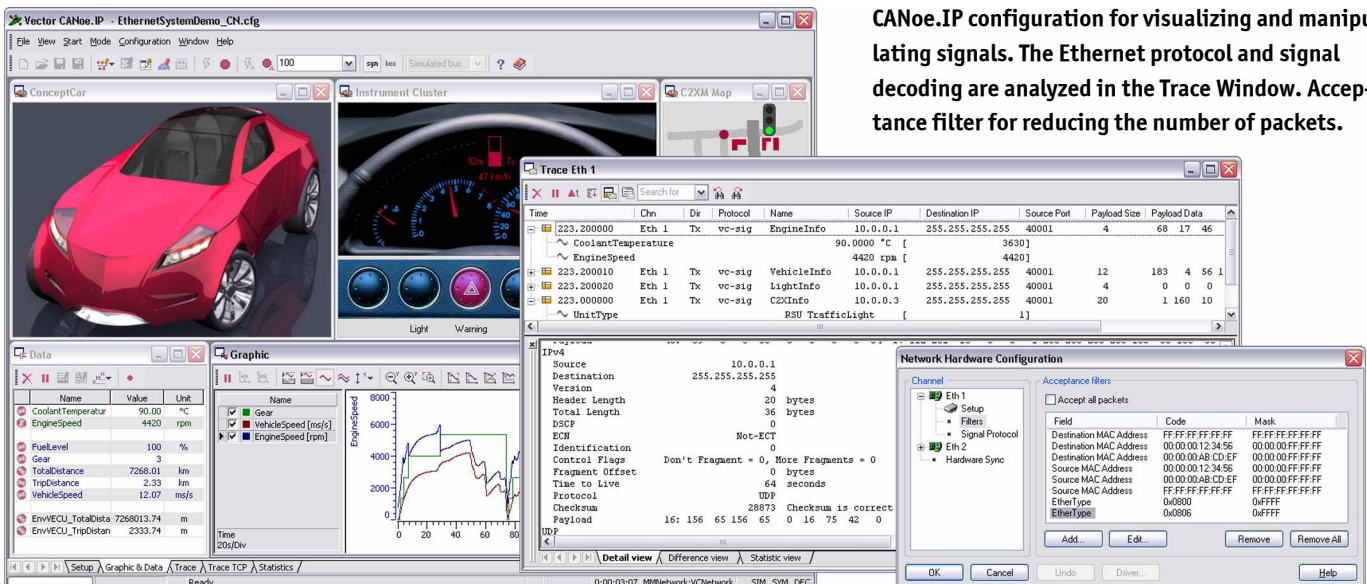 CANoe.IP configuration for visualizing and manipu
lating signals. The Ethernet protocol and signal
decoding are analyzed in the Trace Window. Accep-
tance filter for reducing the number of packets.
Vector CANoe.IP - EthernetSystemDemo_CN.cfg
File View Start Mode Configuration Window Help
100 sym hex Simulated bus
ConceptCar
Instrument Cluster
C2XM Map
92m 7s
47 km/h
Light Warning
Trace Eth 1
Search for
Time Chn Dir Protocol Name Source IP Destination IP Source Port Payload Size Payload Data
223.200000 Eth 1 Tx vc-sig EngineInfo 10.0.0.1 255.255.255.255 40001 4 68 17 46
CoolantTemperature 90.0000 °C [ 3630]
EngineSpeed 4420 rpm [ 4420]
223.200010 Eth 1 Tx vc-sig VehicleInfo 10.0.0.1 255.255.255.255 40001 12 183 4 56 1
223.200020 Eth 1 Tx vc-sig LightInfo 10.0.0.1 255.255.255.255 40001 4 0 0 0
223.000000 Eth 1 Tx vc-sig C2XInfo 10.0.0.3 255.255.255.255 40001 20 1 160 10
UnitType RSU TrafficLight [ 1]
IPv4
Source 10.0.0.1
Destination 255.255.255.255
Version 4
Header Length 20 bytes
Total Length 36 bytes
DSCP 0
ECN Not-ECT
Identification 0
Control Flags Don't Fragment = 0, More Fragments = 0
Fragment Offset 0 bytes
Time to Live 64 seconds
Protocol UDP
Checksum 28873 Checksum is correct
Payload 16: 156 65 156 65 0 16 75 42 0
UDP
Detail view Difference view Statistic view
Data
Name Value Unit
CoolantTemperatur 90.00 °C
EngineSpeed 4420 rpm
FuelLevel 100 %
Gear 3
TotalDistance 7268.01 km
TripDistance 2.33 km
VehicleSpeed 12.07 ms/s
EnvVECU_TotalDista 7268013.74 m
EnvVECU_TripDistan 2333.74 m
Graphic
Name
Gear
VehicleSpeed [ms/s]
EngineSpeed [rpm]
Time
20s/Div
EngineSpeed
8000
6000
4000
2000
0
0 20 40 60 80
Setup Graphic & Data Trace Trace TCP Statistics
Ready 0:00:03:07 MMNetwork:VCNetwork SIM SYM DEC
Network Hardware Configuration
Channel
Eth 1
Setup
Filters
Signal Protocol
Eth 2
Hardware Sync
Acceptance filters
Accept all packets
Field Code Mask
Destination MAC Address FF:FF:FF:FF:FF:FF FF:FF:FF:FF:FF:FF
Destination MAC Address 00:00:00:12:34:56 00:00:00:FF:FF:FF
Destination MAC Address 00:00:00:AB:CD:EF 00:00:00:FF:FF:FF
Source MAC Address 00:00:00:12:34:56 00:00:00:FF:FF:FF
Source MAC Address 00:00:00:AB:CD:EF 00:00:00:FF:FF:FF
Source MAC Address FF:FF:FF:FF:FF:FF FF:FF:FF:FF:FF:FF
EtherType 0x0800 0xFFFF
EtherType 0x0806 0xFFFF
Add... Edit... Remove Remove All
OK Cancel Undo Driver... Help